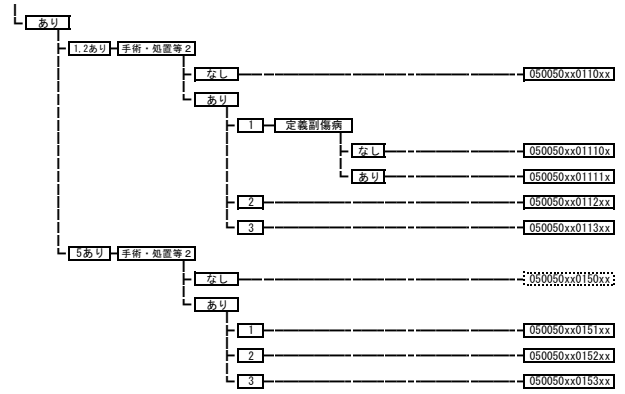 あり
1,2あり 手術・処置等2
なし 050050xx0110xx
あり
1 定義副傷病
なし 050050xx01110x
あり 050050xx01111x
2 050050xx0112xx
3 050050xx0113xx
5あり 手術・処置等2
なし 050050xx0150xx
あり
1 050050xx0151xx
2 050050xx0152xx
3 050050xx0153xx